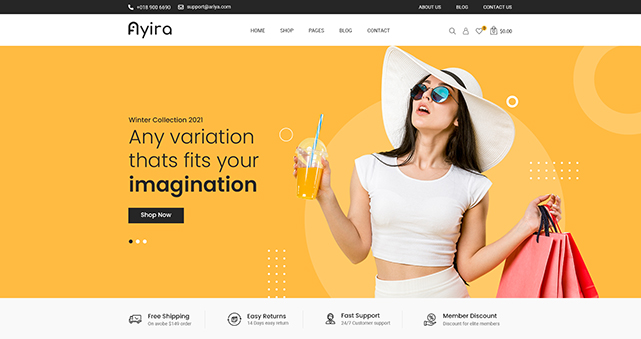 +018 900 6690 support@ariya.com ABOUT US BLOG CONTACT US
Ayira HOME SHOP PAGES BLOG CONTACT 0 $0.00
Winter Collection 2021
Any variation
thats fits your
imagination
Shop Now
Free Shipping Easy Returns Fast Support Member Discount
On woobe $149 order 14 Days easy return 24/7 Customer support Discount for elite members